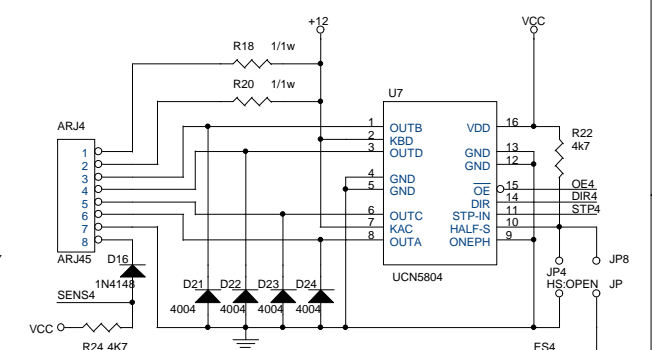 +12
VCC
R18 1/1w
R20 1/1w
U7
ARJ4
1
2
3
4
5
6
7
8
ARJ45
1 OUTB VDD 16
2 KBD
3 OUTD GND 13
GND 12
4 GND
5 GND OE 15 OE4
DIR 14 DIR4
6 OUTC STP-IN 11 STP4
7 KAC HALF-S 10
8 OUTA ONEPH 9
UCN5804
R22
4k7
D16
1N4148
SENS4
VCC
R24 4K7
D21 D22 D23 D24
4004 4004 4004 4004
JP4 JP8
HS:OPEN JP
ES4